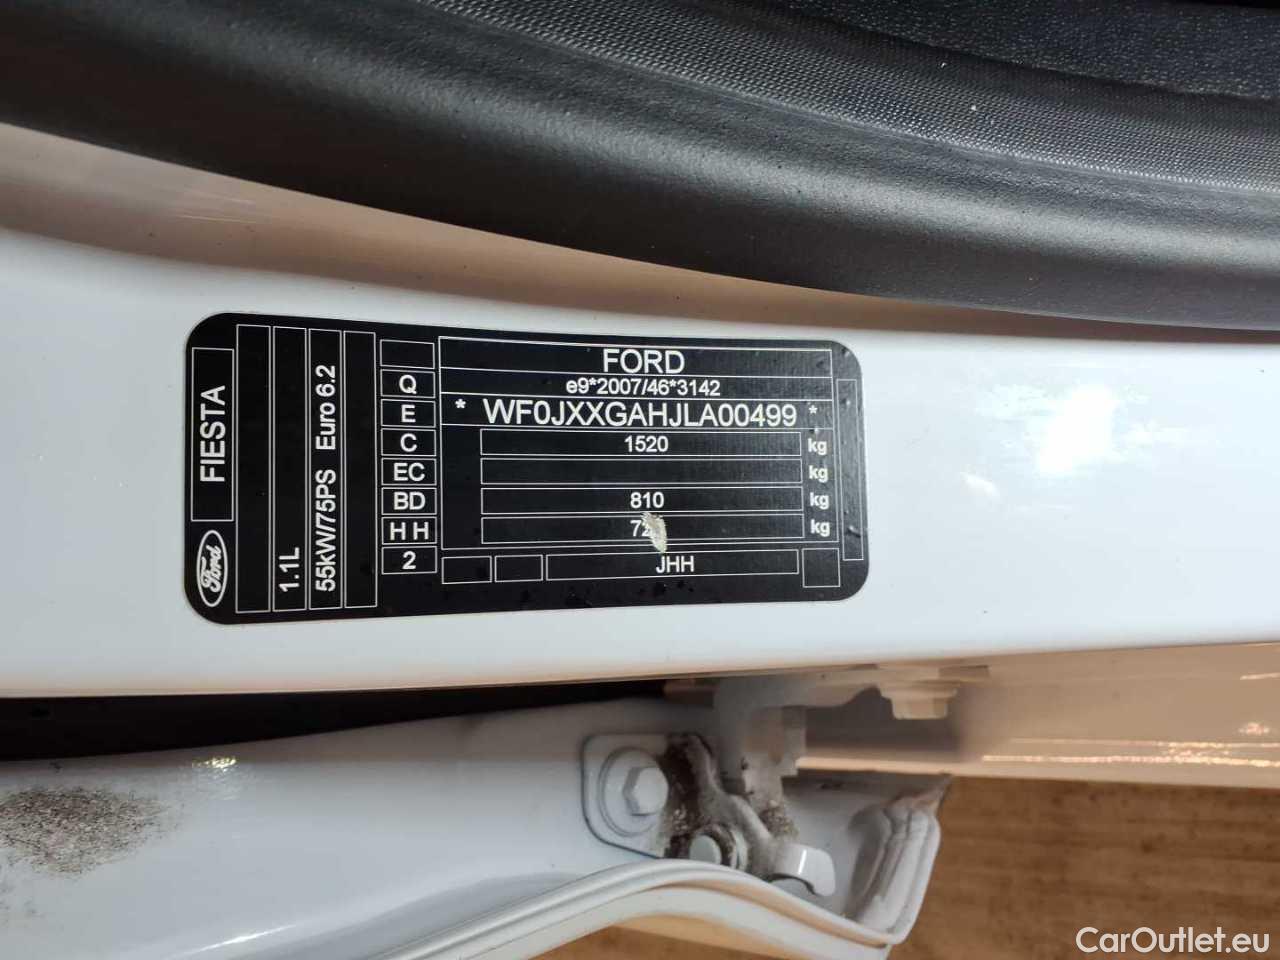 FORD
e9*2007/46*3142
* WF0JXXGAHJLA00499 *
1520 kg
kg
810 kg
kg
JHH
Q
E
C
EC
BD
H H
2
55kW/75PS Euro 6.2
1.1L
Ford FIESTA
CarOutlet.eu